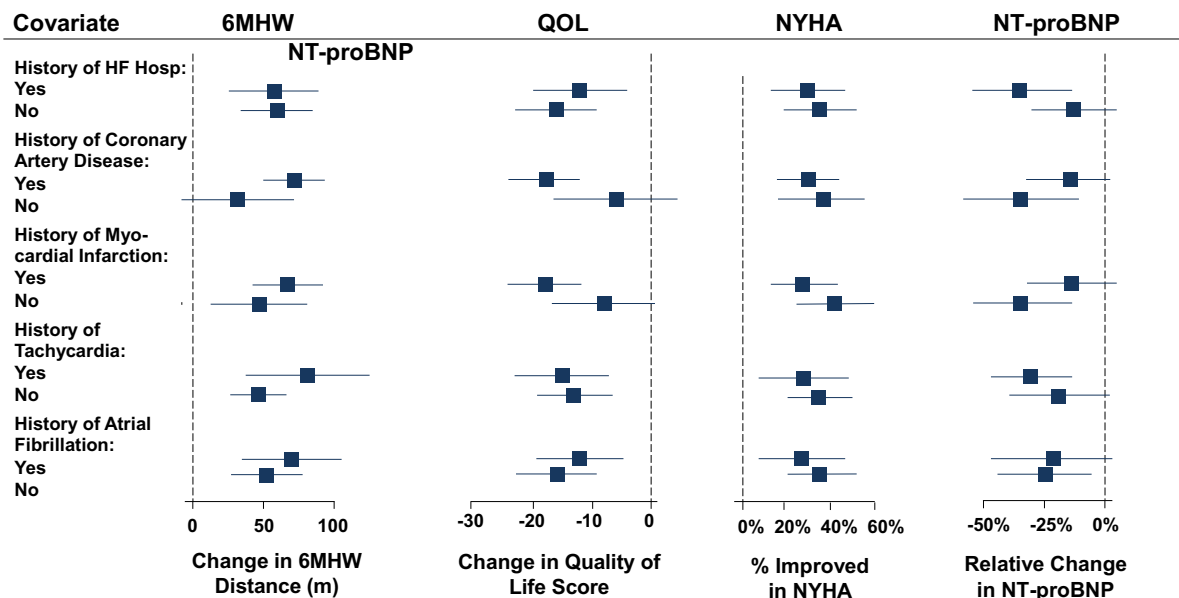 Covariate 6MHW QOL NYHA NT-proBNP
NT-proBNP
History of HF Hosp:
Yes
No
History of Coronary
Artery Disease:
Yes
No
History of Myo-
cardial Infarction:
Yes
No
History of
Tachycardia:
Yes
No
History of Atrial
Fibrillation:
Yes
No
0 50 100
-30 -20 -10 0
0% 20% 40% 60%
-50% -25% 0%
Change in 6MHW
Distance (m)
Change in Quality of
Life Score
% Improved
in NYHA
Relative Change
in NT-proBNP